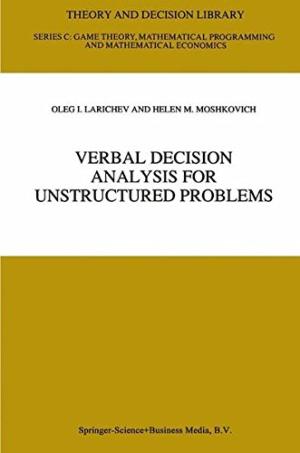 THEORY AND DECISION LIBRARY
SERIES C: GAME THEORY, MATHEMATICAL PROGRAMMING
AND MATHEMATICAL ECONOMICS
OLEG I. LARICHEV AND HELEN M. MOSHKOVICH
VERBAL DECISION
ANALYSIS FOR
UNSTRUCTURED PROBLEMS
Springer-Science+Business Media, B.V.